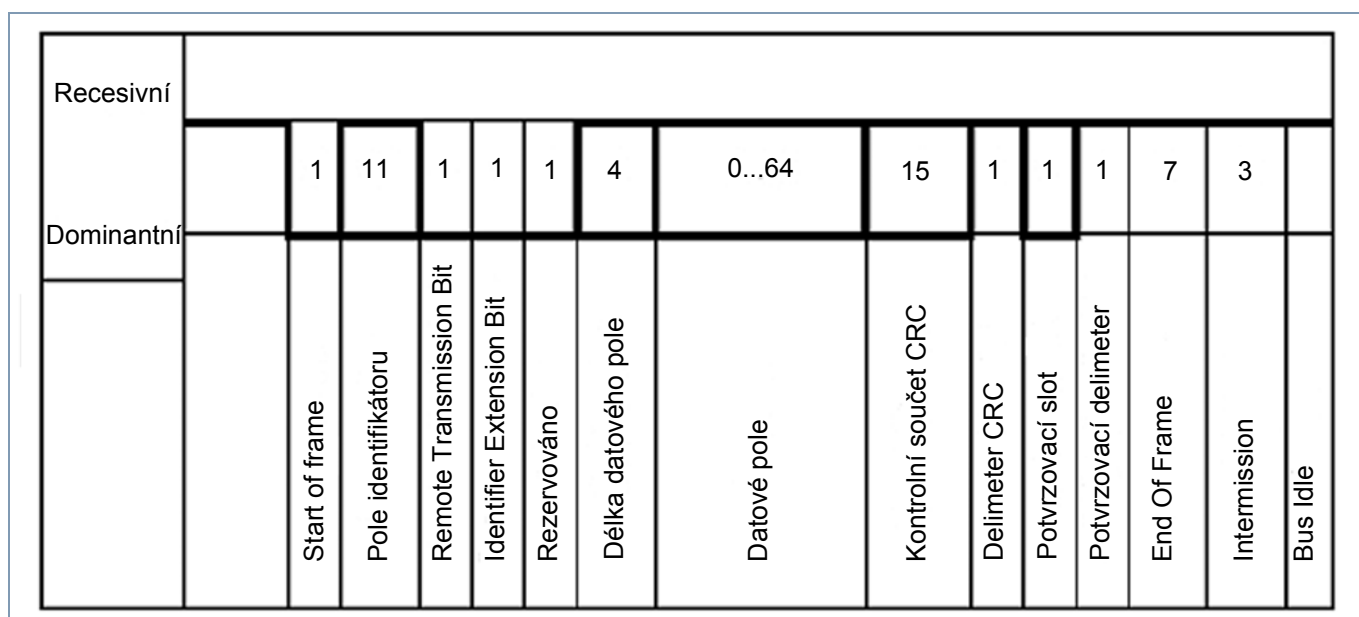 Recesivní
1 11 1 1 1 4 0...64 15 1 1 1 7 3
Dominantní
Start of frame
Pole identifikátoru
Remote Transmission Bit
Identifier Extension Bit
Rezervováno
Délka datového pole
Datové pole
Kontrolní součet CRC
Delimeter CRC
Potvrzovací slot
Potvrzovací delimeter
End Of Frame
Intermission
Bus Idle